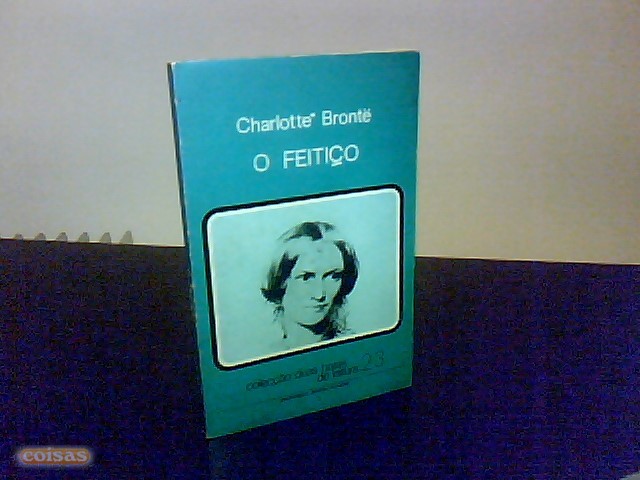 Charlotte Brontë
O FEITIÇO
colecção duas horas
de leitura 23
coisas